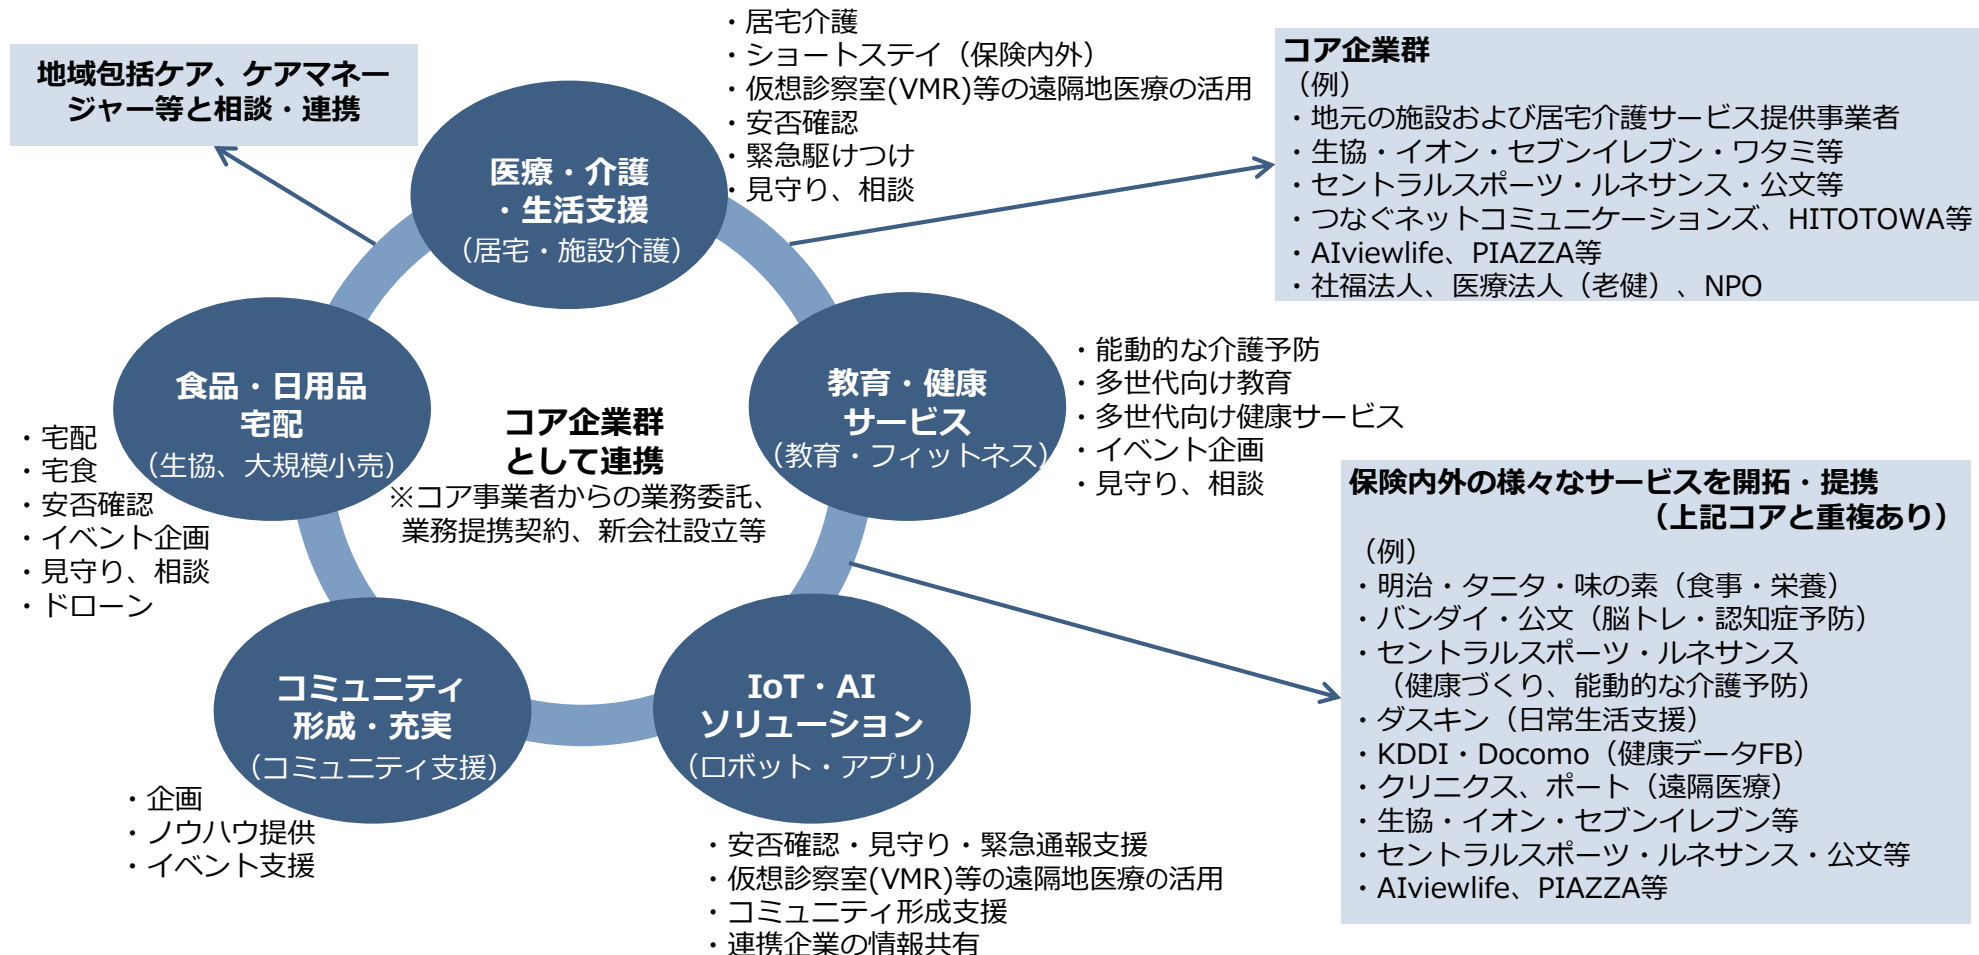 ・居宅介護
・ショートステイ（保険内外）
・仮想診察室(VMR)等の遠隔地医療の活用
・安否確認
・緊急駆けつけ
・見守り、相談
地域包括ケア、ケアマネー
ジャー等と相談・連携
コア企業群
（例）
・地元の施設および居宅介護サービス提供事業者
・生協・イオン・セブンイレブン・ワタミ等
・セントラルスポーツ・ルネサンス・公文等
・つなぐネットコミュニケーションズ、HITOTOWA等
・AIviewlife、PIAZZA等
・社福法人、医療法人（老健）、NPO
医療・介護
・生活支援
（居宅・施設介護）
食品・日用品
宅配
（生協、大規模小売）
・宅配
・宅食
・安否確認
・イベント企画
・見守り、相談
・ドローン
コア企業群
として連携
※コア事業者からの業務委託、
業務提携契約、新会社設立等
教育・健康
サービス
（教育・フィットネス）
・能動的な介護予防
・多世代向け教育
・多世代向け健康サービス
・イベント企画
・見守り、相談
保険内外の様々なサービスを開拓・提携
（上記コアと重複あり）
（例）
・明治・タニタ・味の素（食事・栄養）
・バンダイ・公文（脳トレ・認知症予防）
・セントラルスポーツ・ルネサンス
（健康づくり、能動的な介護予防）
・ダスキン（日常生活支援）
・KDDI・Docomo（健康データFB）
・クリニクス、ポート（遠隔医療）
・生協・イオン・セブンイレブン等
・セントラルスポーツ・ルネサンス・公文等
・AIviewlife、PIAZZA等
コミュニティ
形成・充実
（コミュニティ支援）
・企画
・ノウハウ提供
・イベント支援
IoT・AI
ソリューション
（ロボット・アプリ）
・安否確認・見守り・緊急通報支援
・仮想診察室(VMR)等の遠隔地医療の活用
・コミュニティ形成支援
・連携企業の情報共有